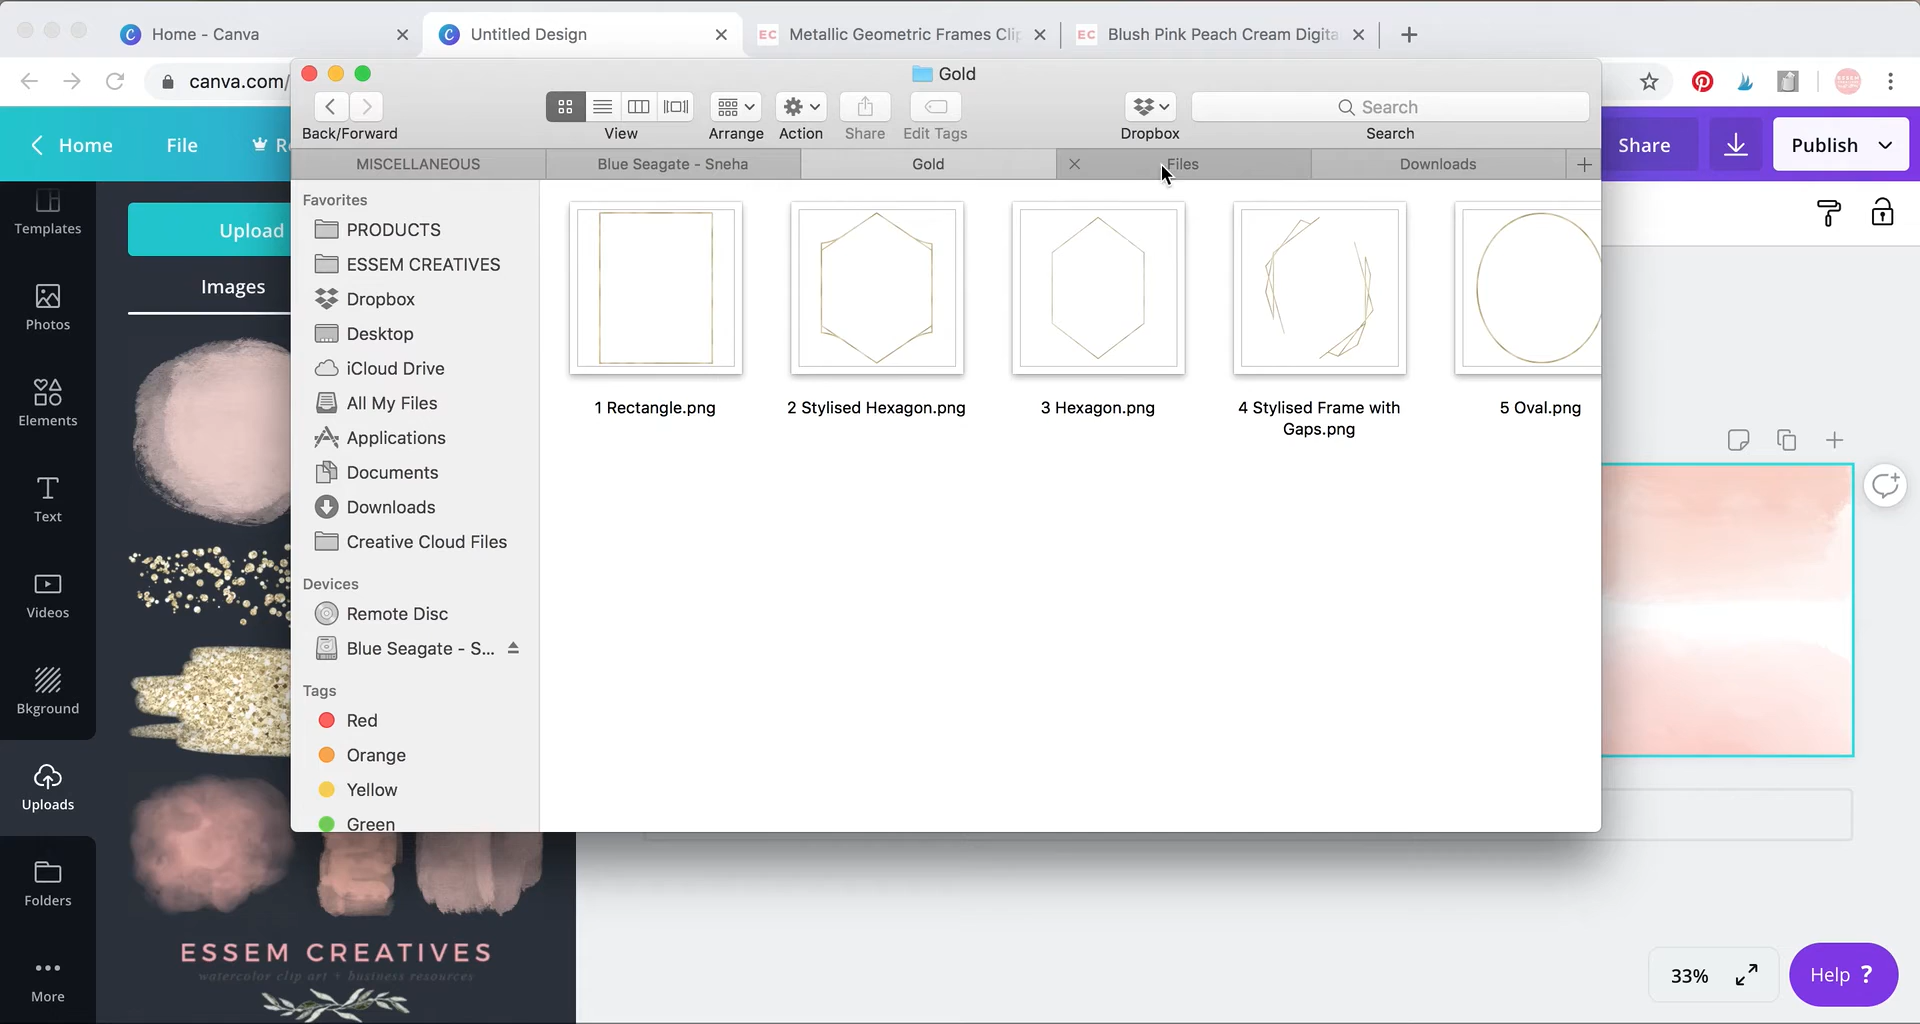 Home - Canva
Untitled Design
EC Metallic Geometric Frames Cli
EC Blush Pink Peach Cream Digita
canva.com/
Gold
Back/Forward
View
Arrange
Action
Share
Edit Tags
Dropbox
Search
Search
Home
File
Share
Publish
MISCELLANEOUS
Blue Seagate - Sneha
Gold
Files
Downloads
Templates
Photos
Elements
Text
Videos
Bkground
Uploads
Folders
More
Upload
Images
Favorites
PRODUCTS
ESSEM CREATIVES
Dropbox
Desktop
iCloud Drive
All My Files
Applications
Documents
Downloads
Creative Cloud Files
Devices
Remote Disc
Blue Seagate - S...
Tags
Red
Orange
Yellow
Green
1 Rectangle.png
2 Stylised Hexagon.png
3 Hexagon.png
4 Stylised Frame with
Gaps.png
5 Oval.png
ESSEM CREATIVES
watercolor clip art + business resources
33%
Help ?